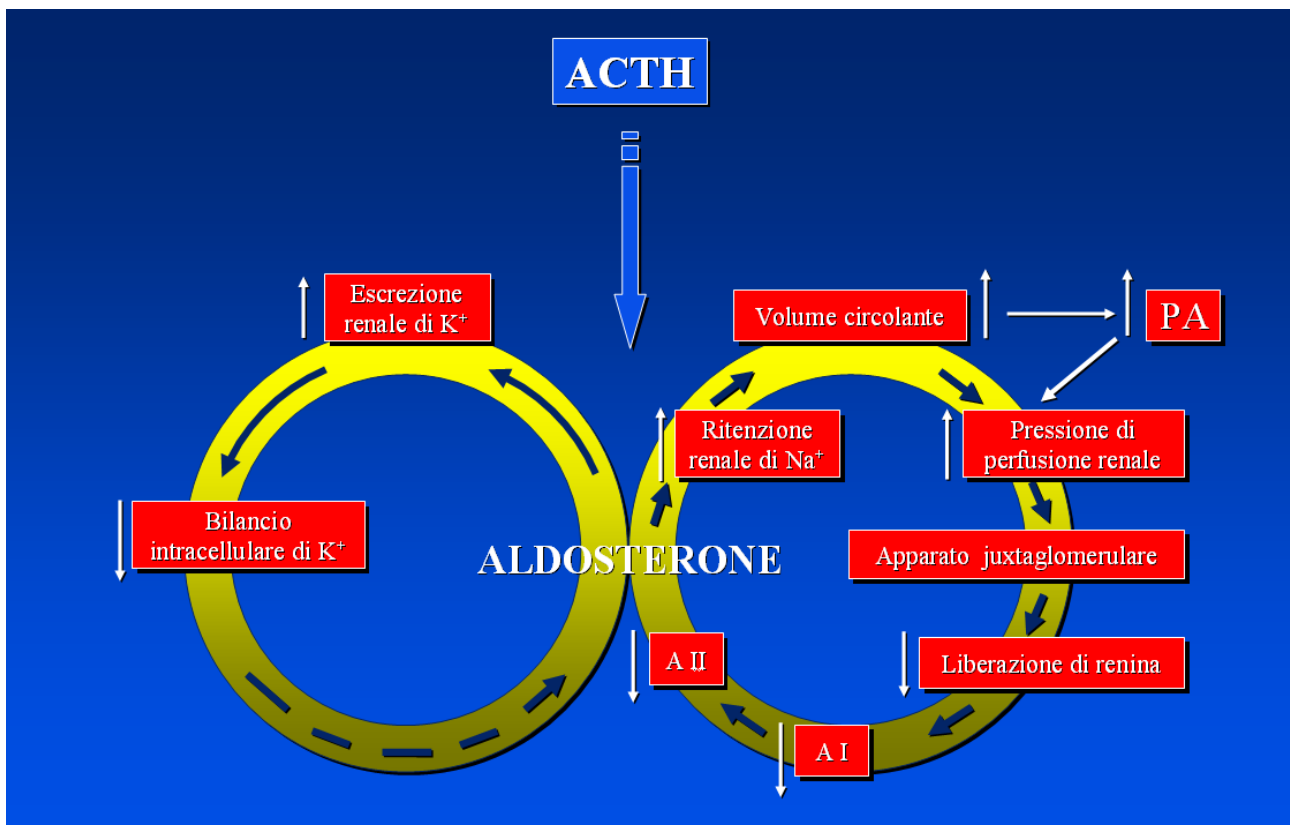 ACTH
Escrezione
renale di K⁺
Volume circolante
PA
Ritenzione
renale di Na⁺
Pressione di
perfusione renale
Bilancio
intracellulare di K⁺
ALDOSTERONE
Apparato juxtaglomerulare
A II
Liberazione di renina
A I